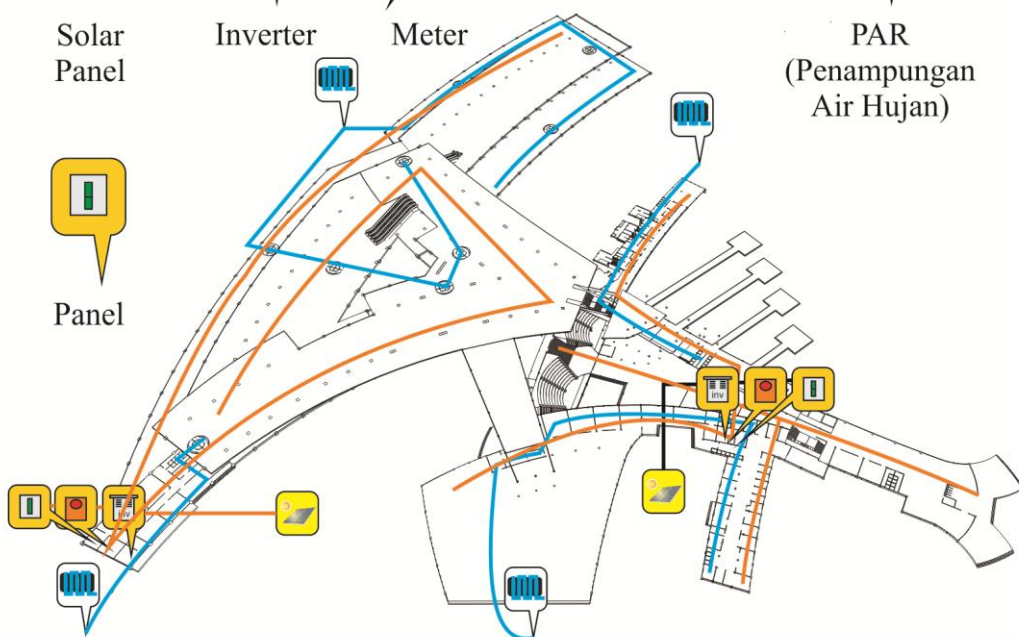 Solar
Panel
Inverter
Meter
PAR
(Penampungan
Air Hujan)
Panel
inv
inv